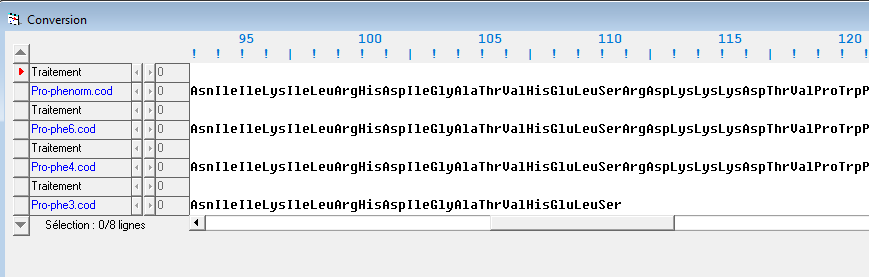 Conversion
95 100 105 110 115 120
Traitement 0
Pro-phenorm.cod 0 AsnIleIleLysIleLeuArgHisAspIleGlyAlaThrValHisGluLeuSerArgAspLysLysLysAspThrValProTrpP
Traitement 0
Pro-phe6.cod 0 AsnIleIleLysIleLeuArgHisAspIleGlyAlaThrValHisGluLeuSerArgAspLysLysLysAspThrValProTrpP
Traitement 0
Pro-phe4.cod 0 AsnIleIleLysIleLeuArgHisAspIleGlyAlaThrValHisGluLeuSerArgAspLysLysLysAspThrValProTrpP
Traitement 0
Pro-phe3.cod 0 AsnIleIleLysIleLeuArgHisAspIleGlyAlaThrValHisGluLeuSer
Sélection : 0/8 lignes